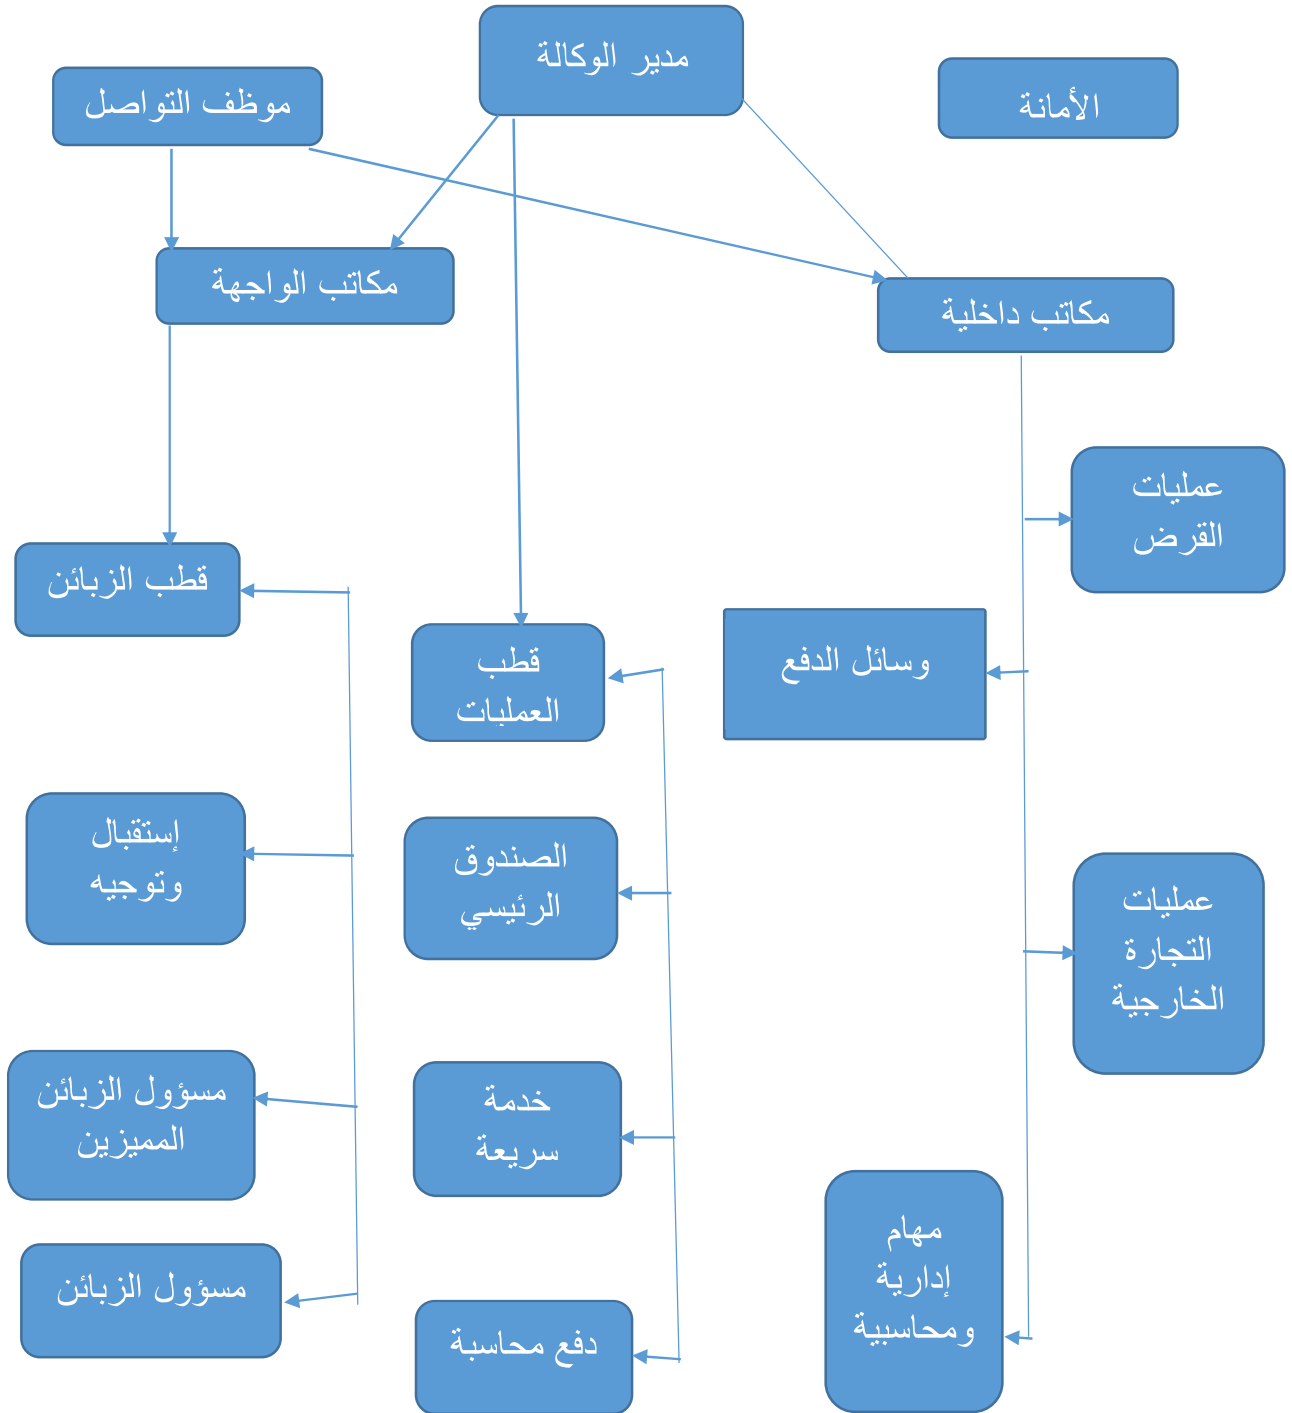 مدير الوكالة
الأمانة
موظف التواصل
مكاتب الواجهة
مكاتب داخلية
عمليات
القرض
قطب الزبائن
قطب
العمليات
وسائل الدفع
إستقبال
وتوجيه
الصندوق
الرئيسي
عمليات
التجارة
الخارجية
مسؤول الزبائن
المميزين
خدمة
سريعة
مهام
إدارية
ومحاسبية
مسؤول الزبائن
دفع محاسبة